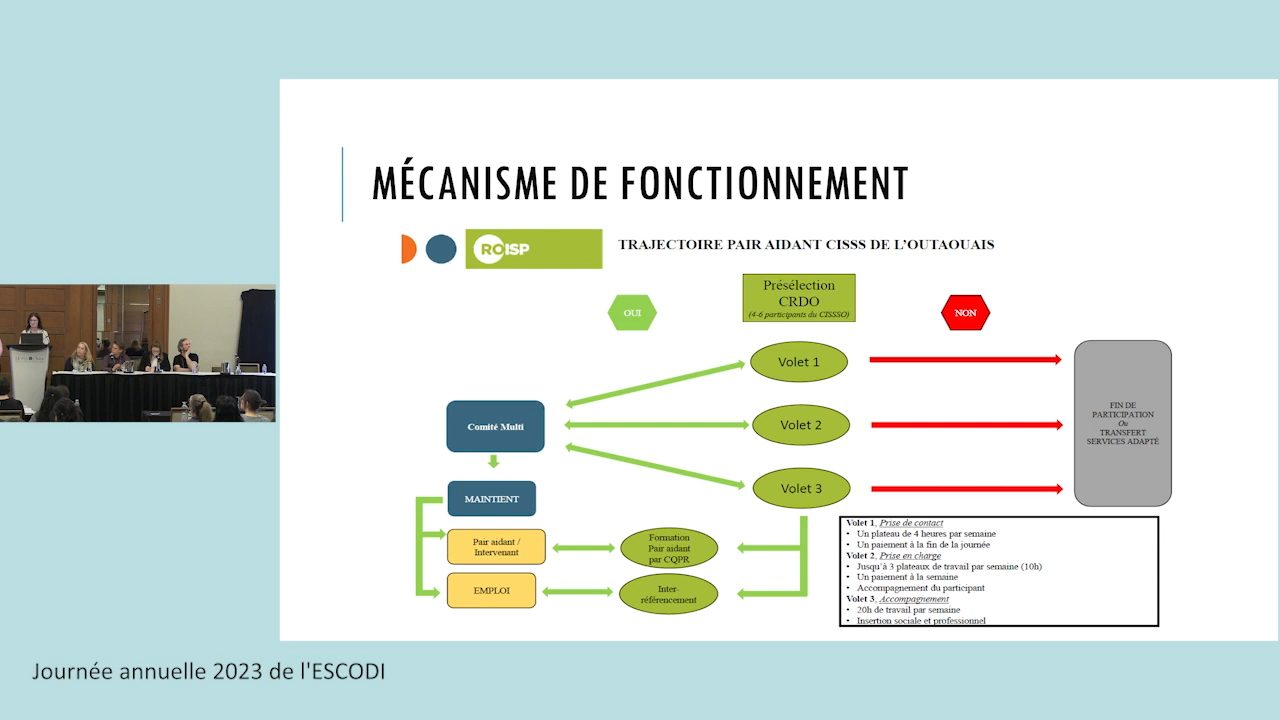 MÉCANISME DE FONCTIONNEMENT
ROISP
TRAJECTOIRE PAIR AIDANT CISSS DE L'OUTAOUAIS
OUI
Présélection
CRDO
(4-6 participants du CISSSO)
NON
Volet 1
Volet 2
Volet 3
FIN DE
PARTICIPATION
Ou
TRANSFERT
SERVICES ADAPTÉ
Comité Multi
MAINTIENT
Pair aidant /
Intervenant
EMPLOI
Formation
Pair aidant
par CQPR
Inter-
référencement
Volet 1, Prise de contact
• Un plateau de 4 heures par semaine
• Un paiement à la fin de la journée
Volet 2, Prise en charge
• Jusqu'à 3 plateaux de travail par semaine (10h)
• Un paiement à la semaine
• Accompagnement du participant
Volet 3, Accompagnement
• 20h de travail par semaine
• Insertion sociale et professionnel
Journée annuelle 2023 de l'ESCODI